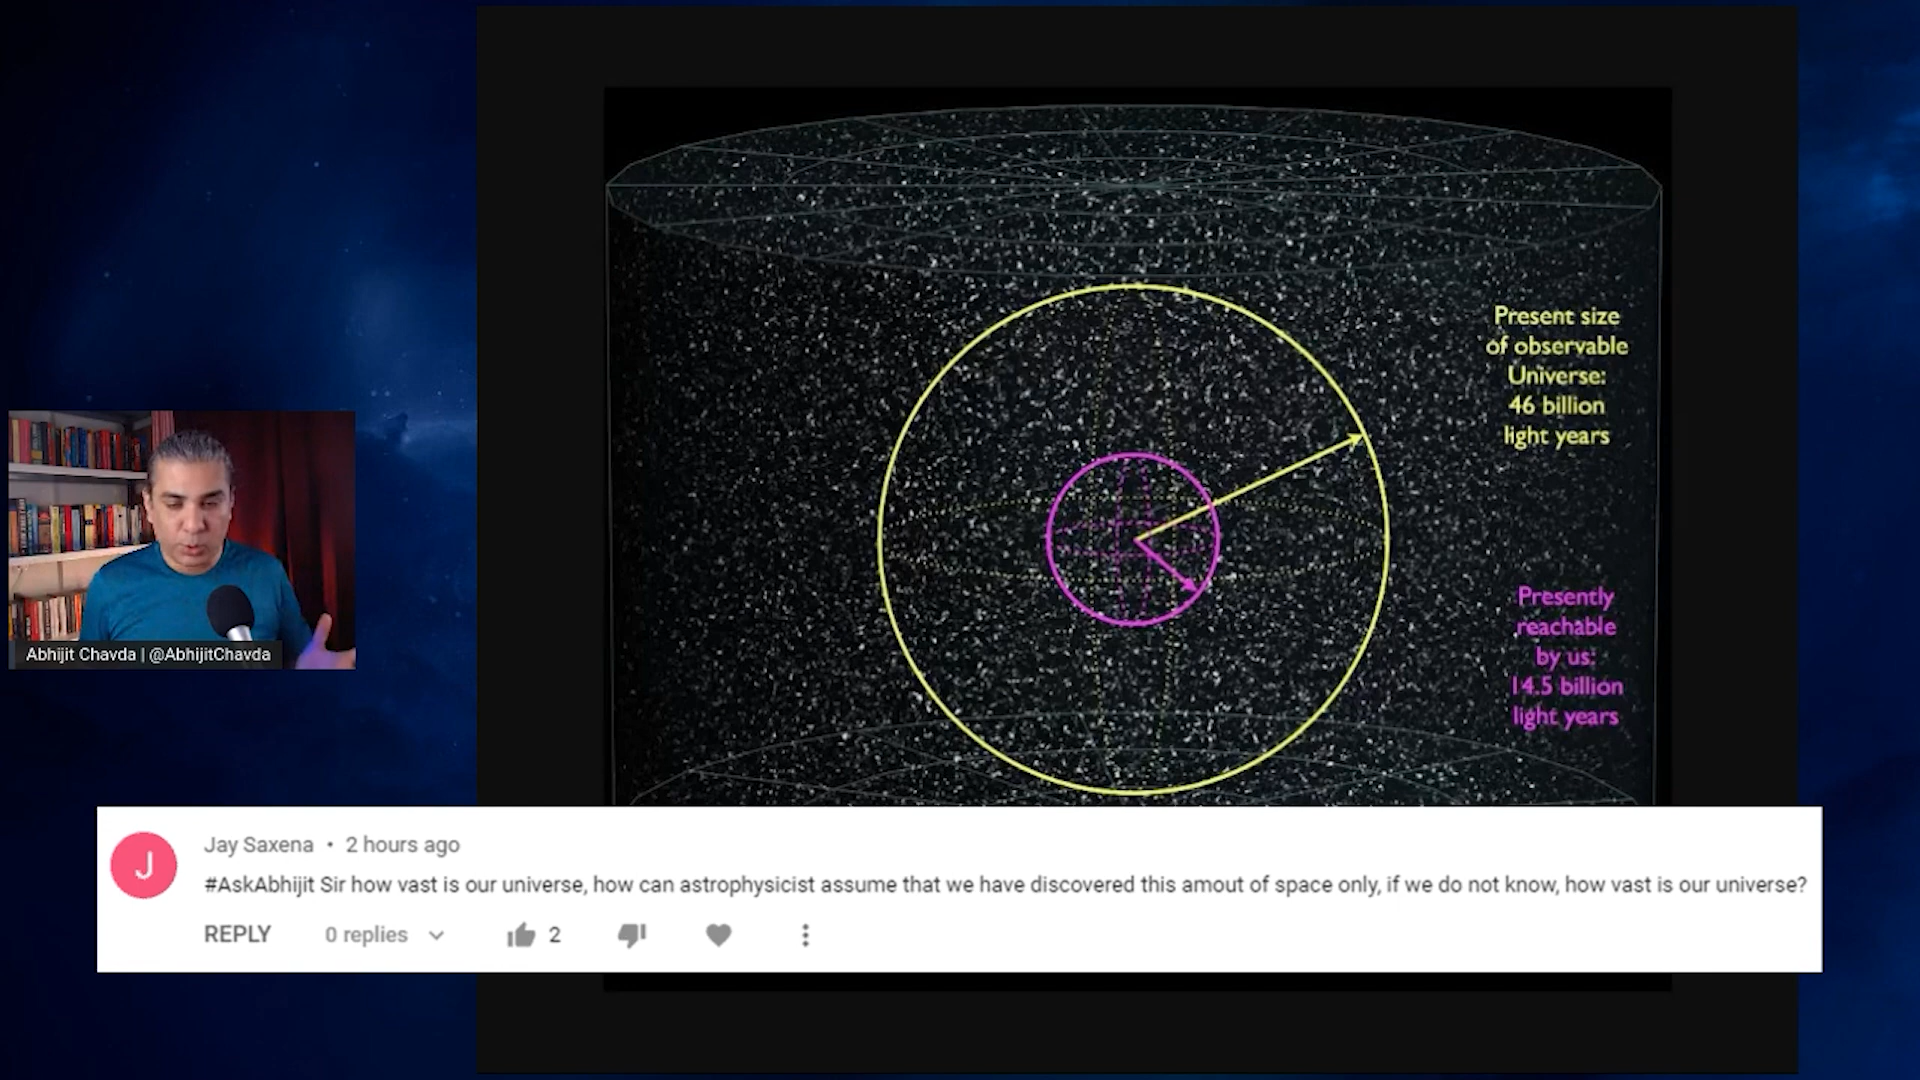 Present size
of observable
Universe:
46 billion
light years
Presently
reachable
by us:
14.5 billion
light years
Abhijit Chavda | @AbhijitChavda
J
Jay Saxena • 2 hours ago
#AskAbhijit Sir how vast is our universe, how can astrophysicist assume that we have discovered this amout of space only, if we do not know, how vast is our universe?
REPLY 0 replies 2